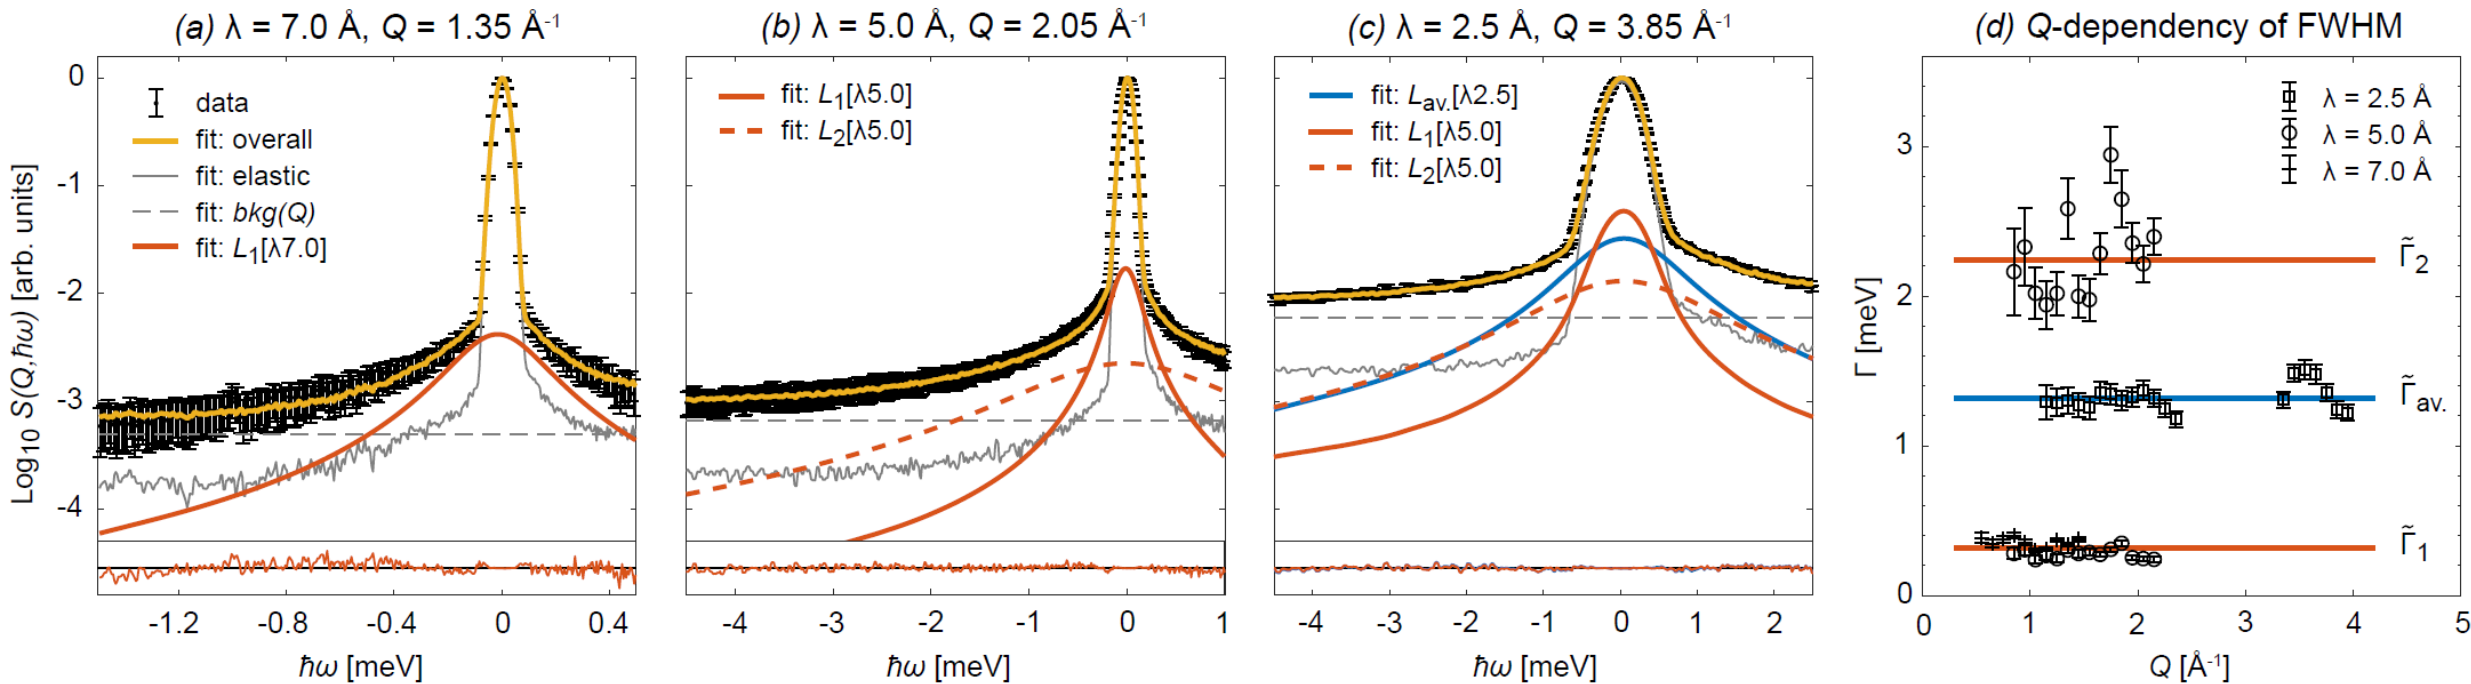 (a) λ = 7.0 Å, Q = 1.35 Å⁻¹
(b) λ = 5.0 Å, Q = 2.05 Å⁻¹
(c) λ = 2.5 Å, Q = 3.85 Å⁻¹
(d) Q-dependency of FWHM
Log₁₀ S(Q,ħω) [arb. units]
0
-1
-2
-3
-4
data
fit: overall
fit: elastic
fit: bkg(Q)
fit: L₁[λ7.0]
-1.2
-0.8
-0.4
0
0.4
ħω [meV]
fit: L₁[λ5.0]
fit: L₂[λ5.0]
-4
-3
-2
-1
0
1
ħω [meV]
fit: Lav.[λ2.5]
fit: L₁[λ5.0]
fit: L₂[λ5.0]
-4
-3
-2
-1
0
1
2
ħω [meV]
Γ [meV]
3
2
1
0
λ = 2.5 Å
λ = 5.0 Å
λ = 7.0 Å
Γ̃₂
Γ̃av.
Γ̃₁
0
1
2
3
4
5
Q [Å⁻¹]